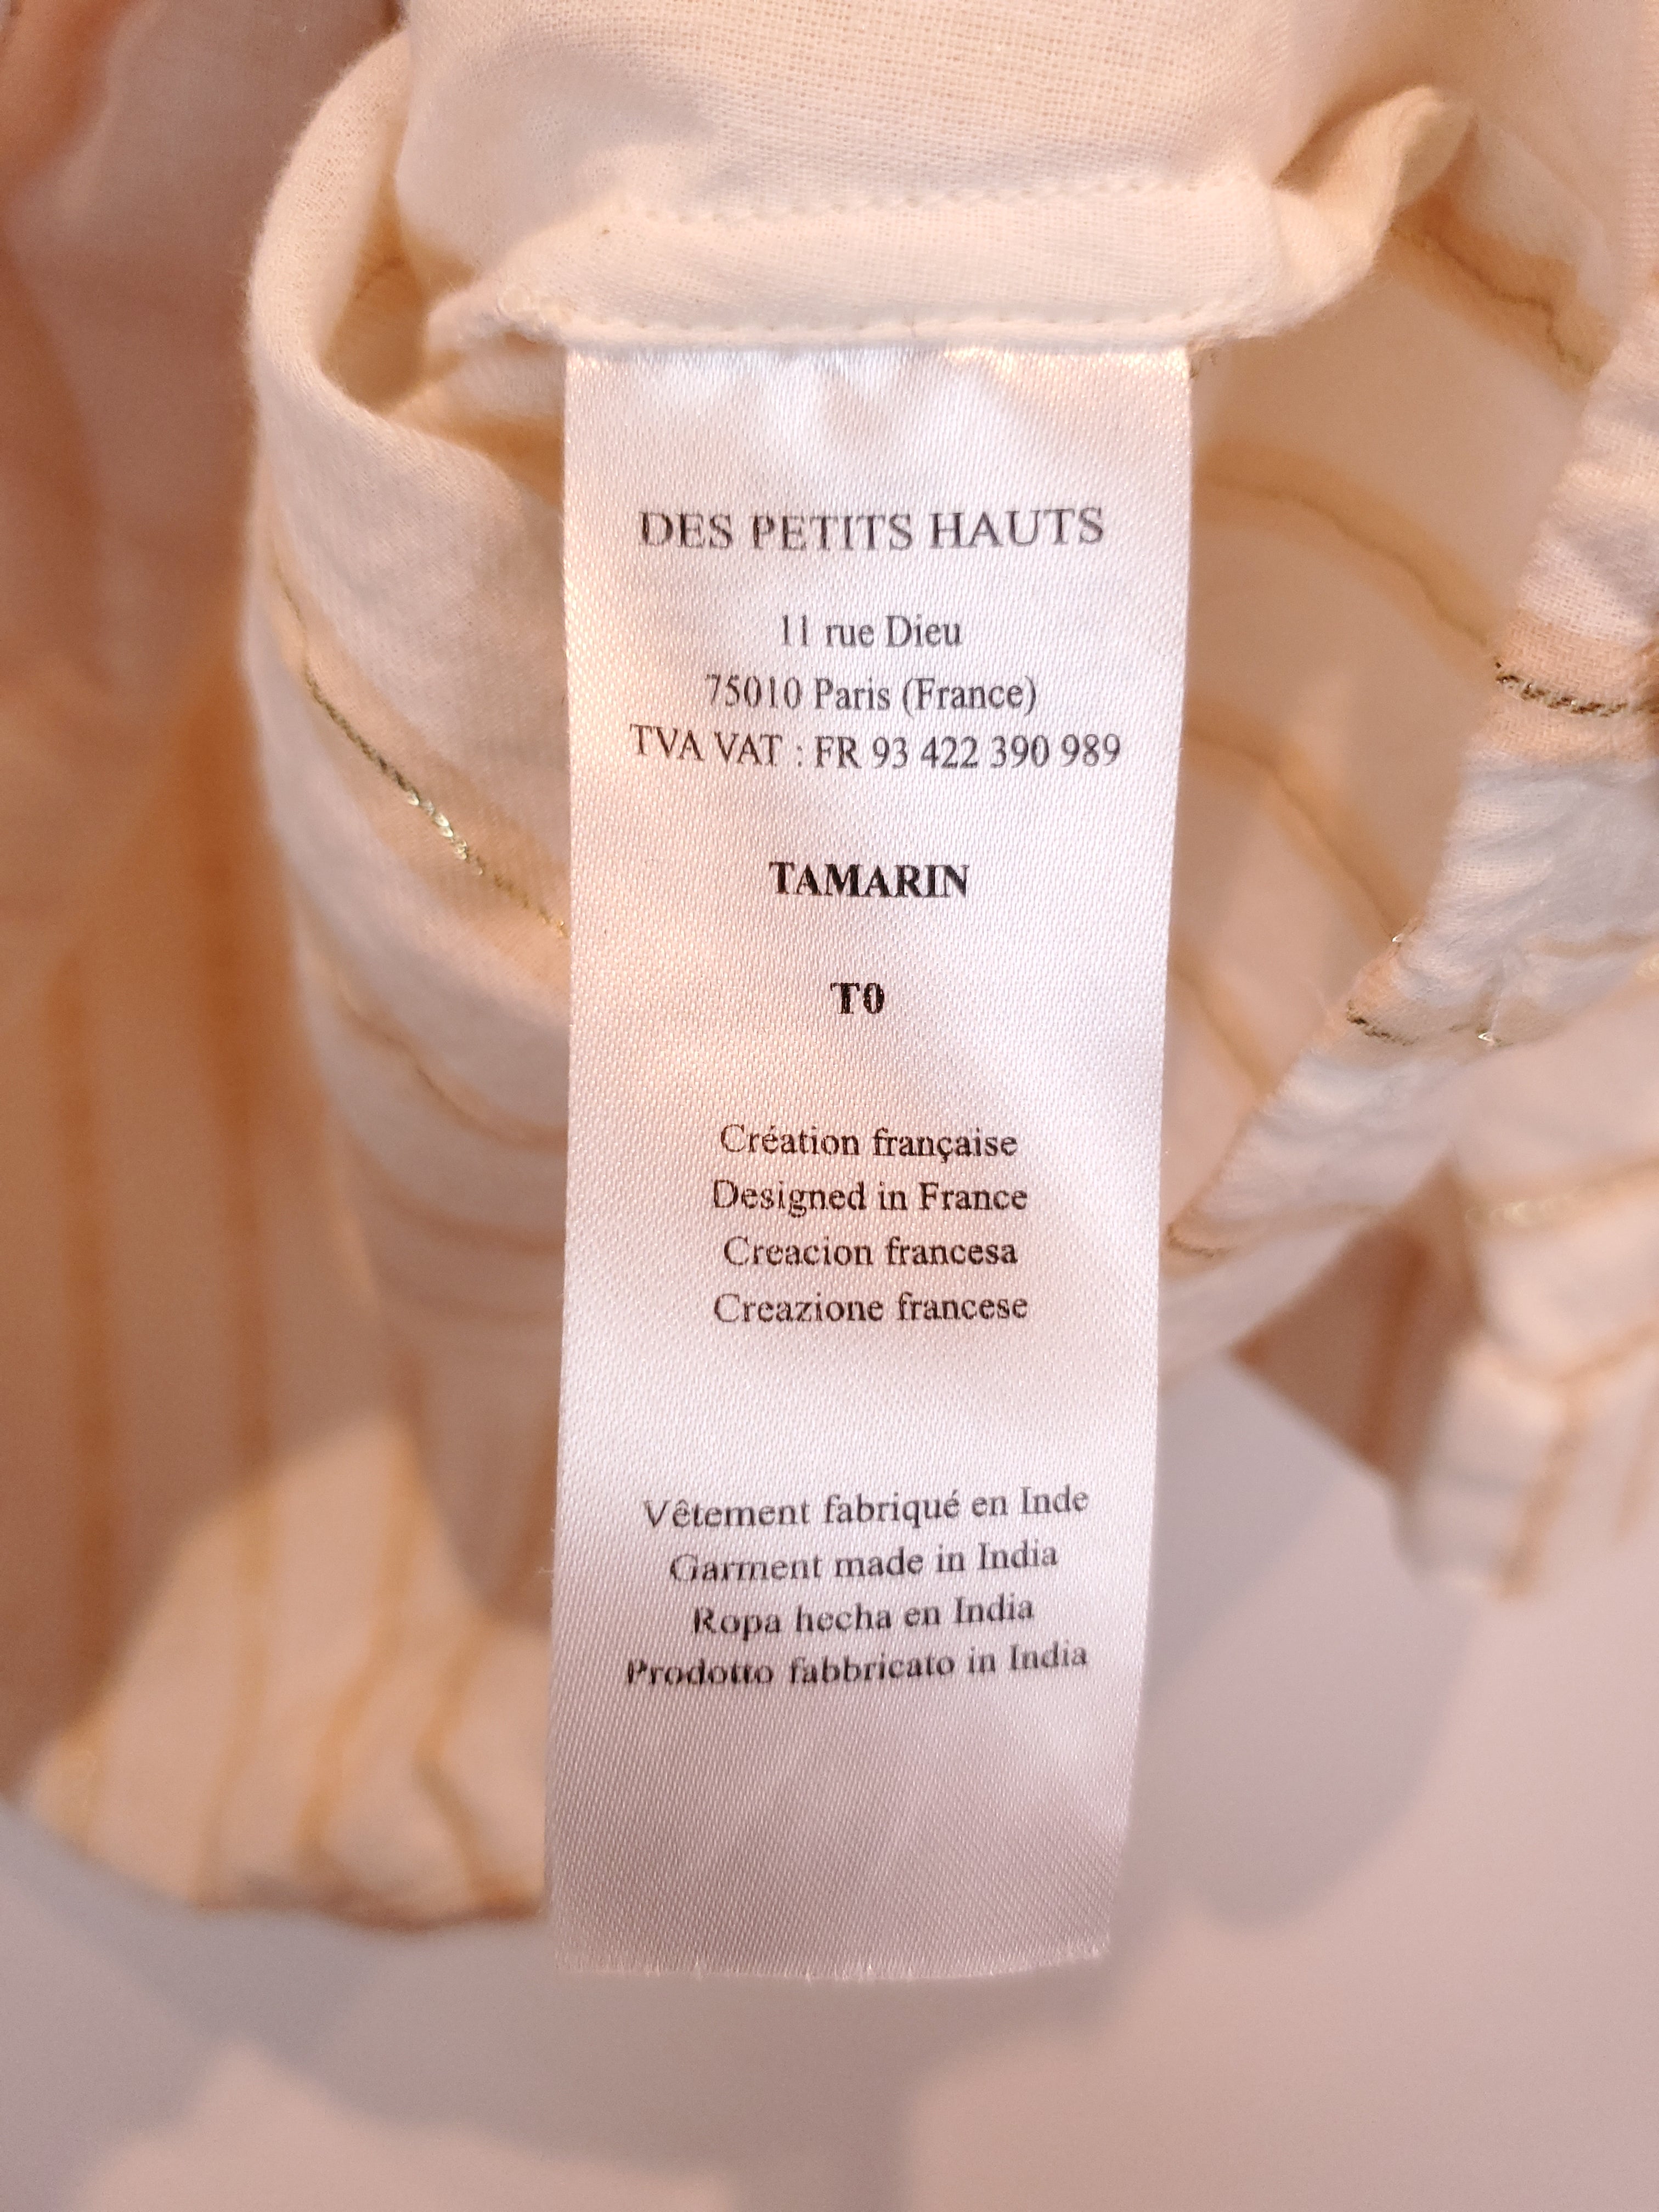 DES PETITS HAUTS
11 rue Dieu
75010 Paris (France)
TVA VAT : FR 93 422 390 989
TAMARIN
T0
Création française
Designed in France
Creacion francesa
Creazione francese
Vêtement fabriqué en Inde
Garment made in India
Ropa hecha en India
Prodotto fabbricato in India